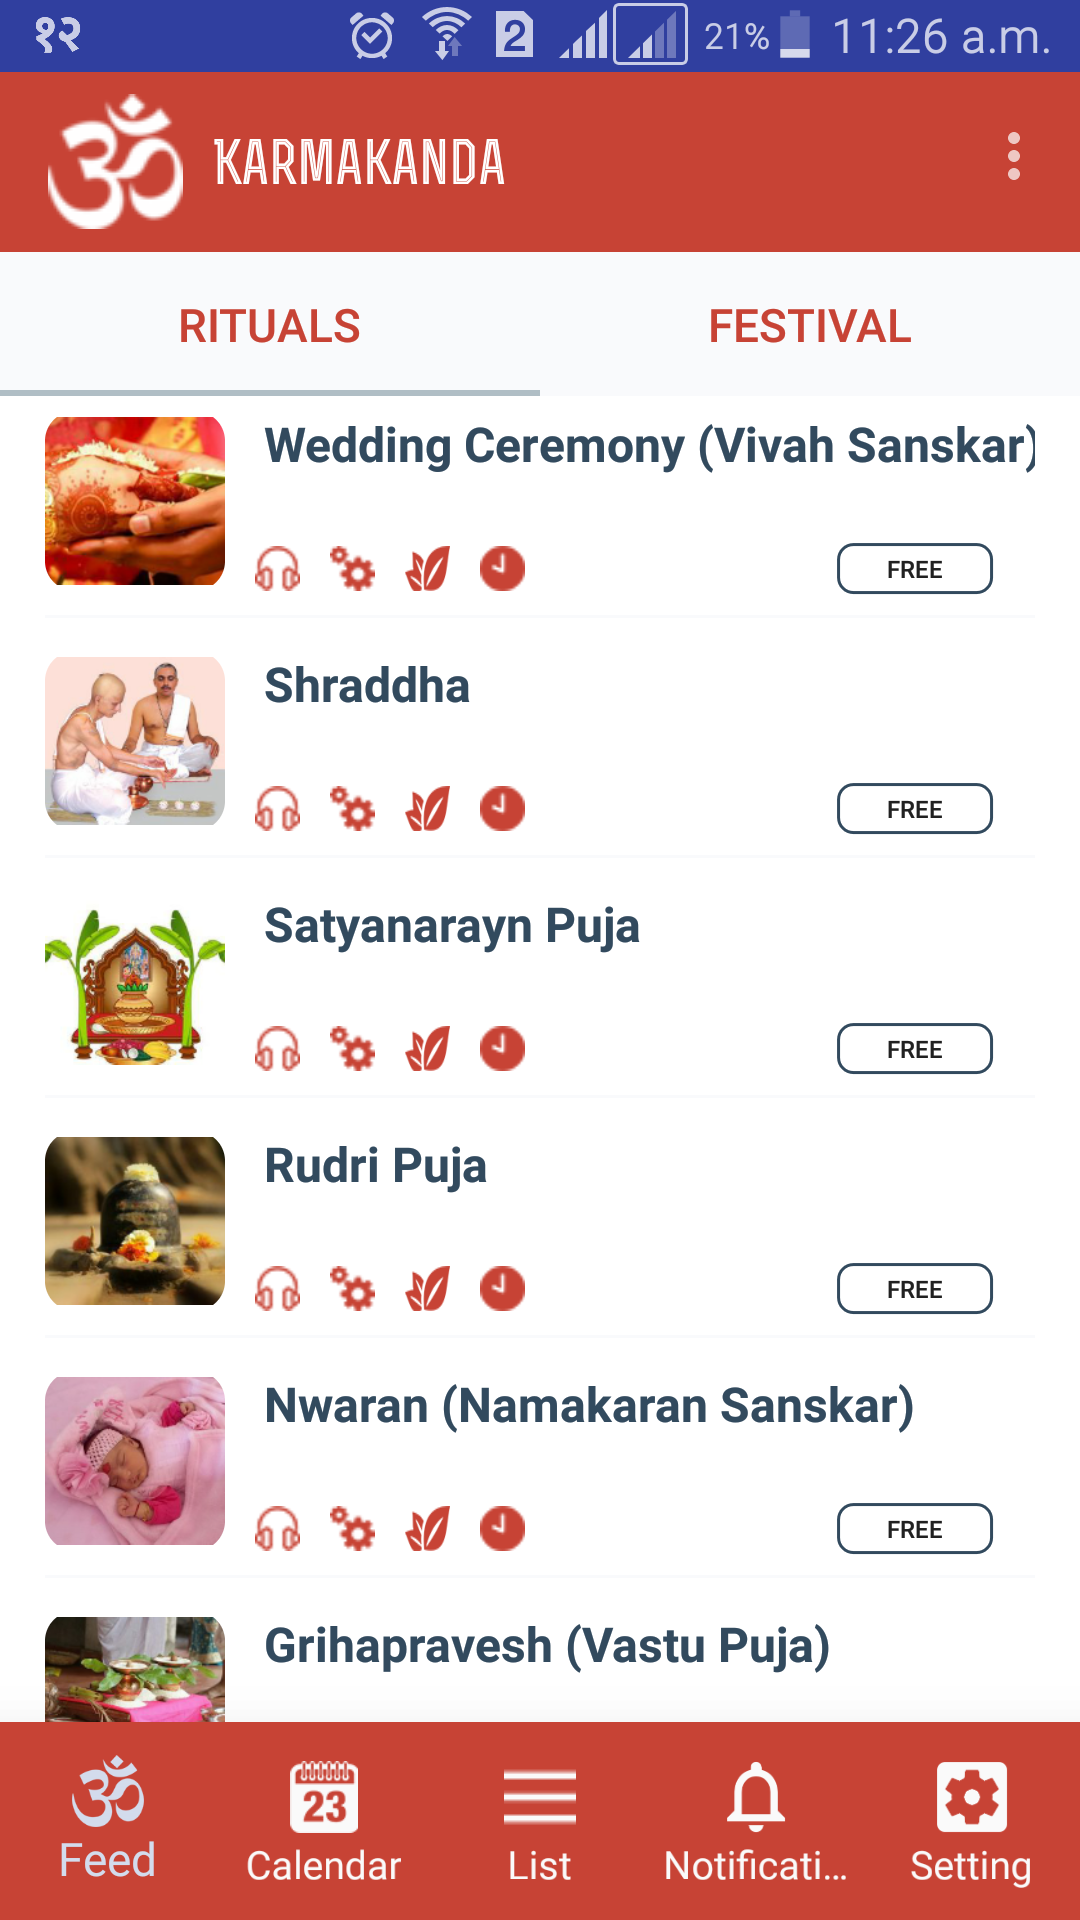 १२ 2 21% 11:26 a.m.
ॐ KARMAKANDA
RITUALS FESTIVAL
Wedding Ceremony (Vivah Sanskar)
FREE
Shraddha
FREE
Satyanarayn Puja
FREE
Rudri Puja
FREE
Nwaran (Namakaran Sanskar)
FREE
Grihapravesh (Vastu Puja)
ॐ 23
Feed Calendar List Notificati... Setting